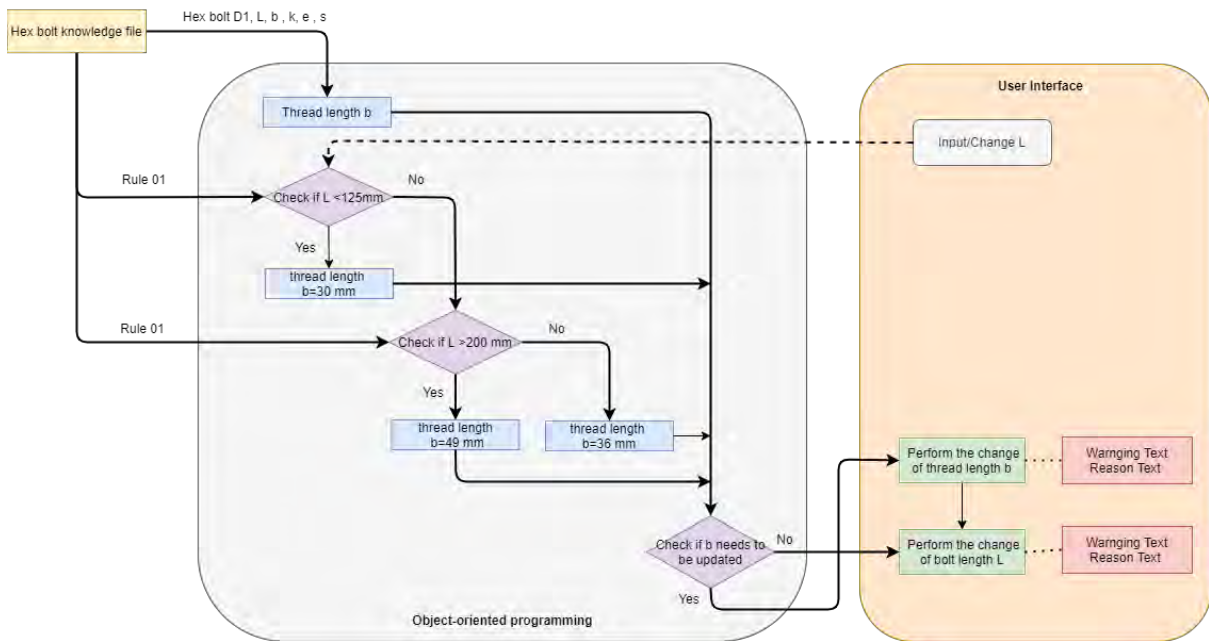 Hex bolt D1, L, b , k, e , s
Hex bolt knowledge file
User Interface
Thread length b
Input/Change L
Rule 01
No
Check if L <125mm
Yes
thread length
b=30 mm
Rule 01
No
Check if L >200 mm
Yes
thread length
b=49 mm
thread length
b=36 mm
Perform the change
of thread length b
Warnging Text
Reason Text
Check if b needs to
be updated
No
Perform the change
of bolt length L
Warnging Text
Reason Text
Yes
Object-oriented programming